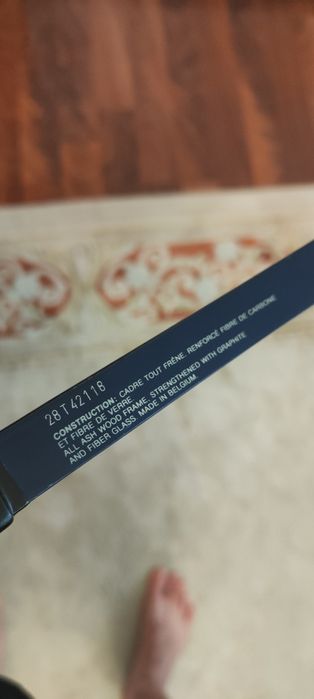 28T42118
CONSTRUCTION: CADRE TOUT FRÊNE. RENFORCÉ FIBRE DE CARBONE
ET FIBRE DE VERRE
ALL ASH WOOD FRAME, STRENGTHENED WITH GRAPHITE
AND FIBER GLASS. MADE IN BELGIUM.